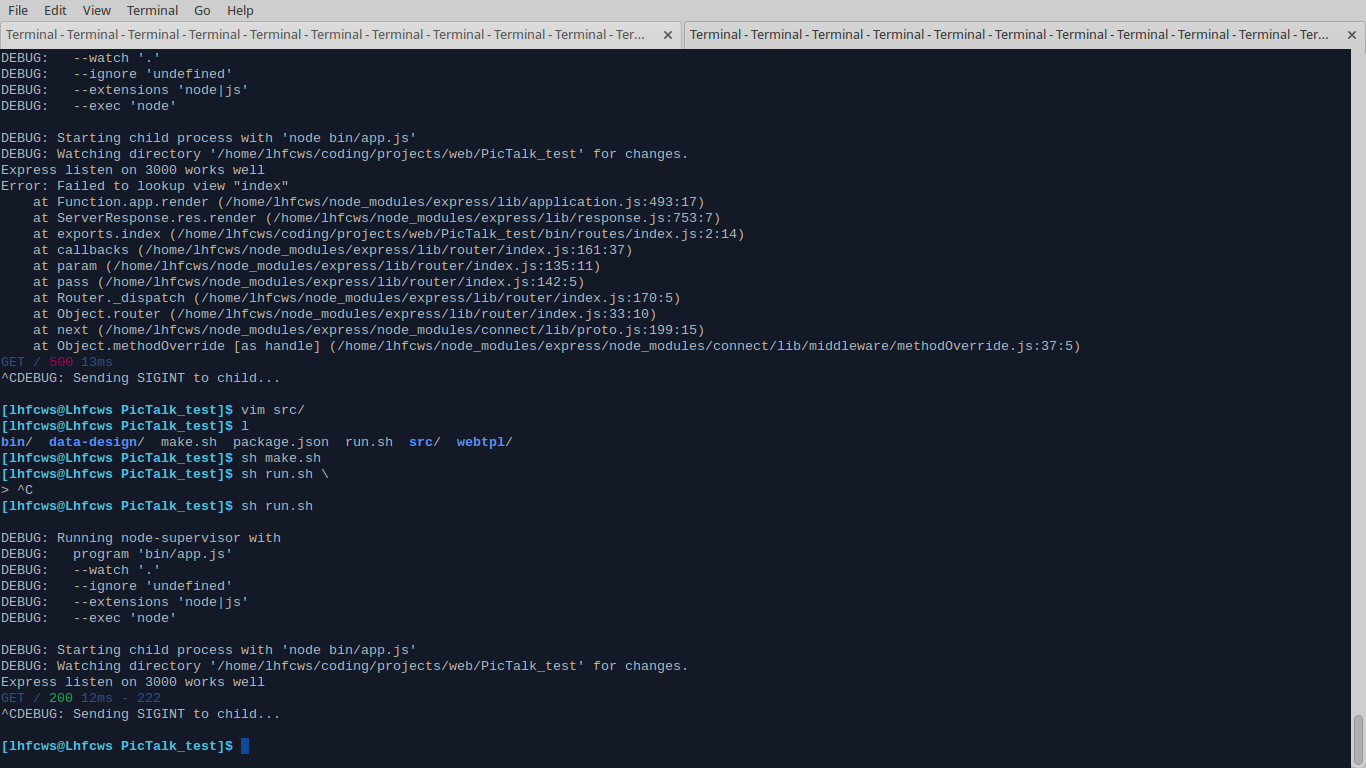 File Edit View Terminal Go Help
Terminal - Terminal - Terminal - Terminal - Terminal - Terminal - Terminal - Terminal - Terminal - Terminal - Ter... ✕ Terminal - Terminal - Terminal - Terminal - Terminal - Terminal - Terminal - Terminal - Terminal - Terminal - Ter... ✕
DEBUG:   --watch '.'
DEBUG:   --ignore 'undefined'
DEBUG:   --extensions 'node|js'
DEBUG:   --exec 'node'
DEBUG: Starting child process with 'node bin/app.js'
DEBUG: Watching directory '/home/lhfcws/coding/projects/web/PicTalk_test' for changes.
Express listen on 3000 works well
Error: Failed to lookup view "index"
    at Function.app.render (/home/lhfcws/node_modules/express/lib/application.js:493:17)
    at ServerResponse.res.render (/home/lhfcws/node_modules/express/lib/response.js:753:7)
    at exports.index (/home/lhfcws/coding/projects/web/PicTalk_test/bin/routes/index.js:2:14)
    at callbacks (/home/lhfcws/node_modules/express/lib/router/index.js:161:37)
    at param (/home/lhfcws/node_modules/express/lib/router/index.js:135:11)
    at pass (/home/lhfcws/node_modules/express/lib/router/index.js:142:5)
    at Router._dispatch (/home/lhfcws/node_modules/express/lib/router/index.js:170:5)
    at Object.router (/home/lhfcws/node_modules/express/lib/router/index.js:33:10)
    at next (/home/lhfcws/node_modules/express/node_modules/connect/lib/proto.js:199:15)
    at Object.methodOverride [as handle] (/home/lhfcws/node_modules/express/node_modules/connect/lib/middleware/methodOverride.js:37:5)
GET / 500 13ms
^CDEBUG: Sending SIGINT to child...
[lhfcws@Lhfcws PicTalk_test]$ vim src/
[lhfcws@Lhfcws PicTalk_test]$ l
bin/  data-design/  make.sh  package.json  run.sh  src/  webtpl/
[lhfcws@Lhfcws PicTalk_test]$ sh make.sh
[lhfcws@Lhfcws PicTalk_test]$ sh run.sh \
> ^C
[lhfcws@Lhfcws PicTalk_test]$ sh run.sh
DEBUG: Running node-supervisor with
DEBUG:   program 'bin/app.js'
DEBUG:   --watch '.'
DEBUG:   --ignore 'undefined'
DEBUG:   --extensions 'node|js'
DEBUG:   --exec 'node'
DEBUG: Starting child process with 'node bin/app.js'
DEBUG: Watching directory '/home/lhfcws/coding/projects/web/PicTalk_test' for changes.
Express listen on 3000 works well
GET / 200 12ms - 222
^CDEBUG: Sending SIGINT to child...
[lhfcws@Lhfcws PicTalk_test]$